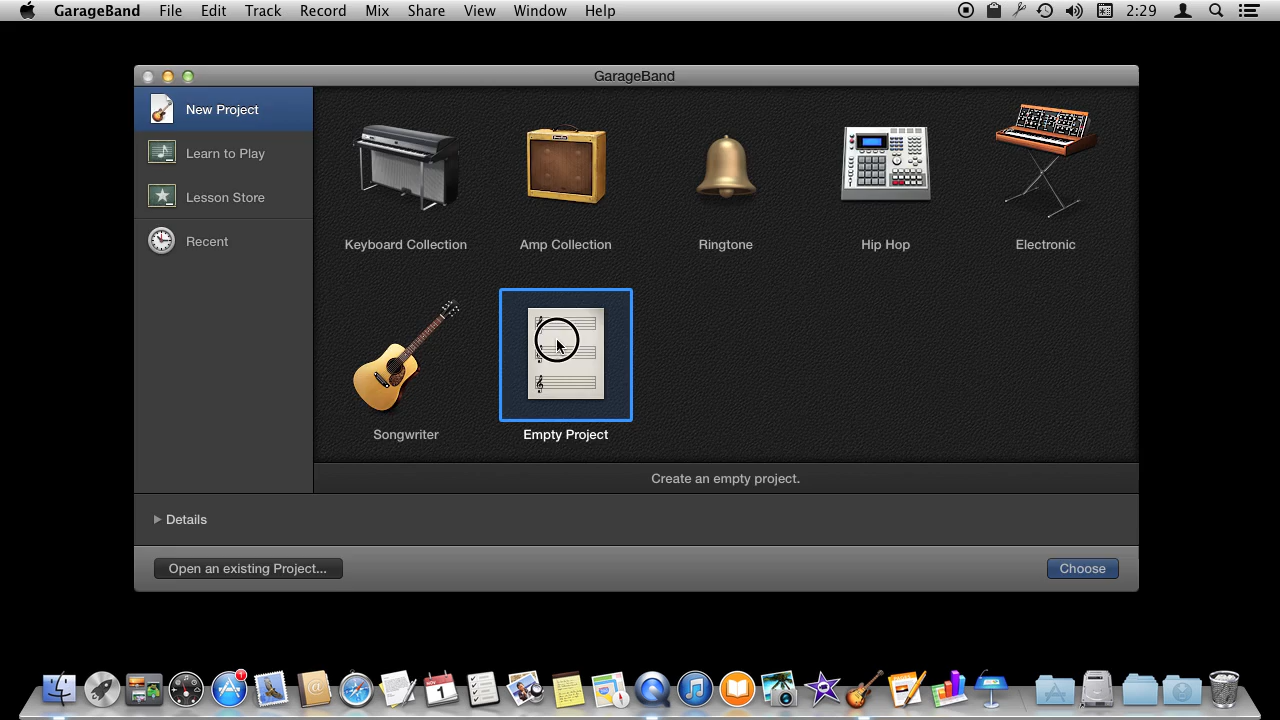 GarageBand File Edit Track Record Mix Share View Window Help 2:29
GarageBand
New Project
Learn to Play
Lesson Store
Recent
Keyboard Collection Amp Collection Ringtone Hip Hop Electronic
Songwriter Empty Project
Create an empty project.
Details
Open an existing Project... Choose
1
1